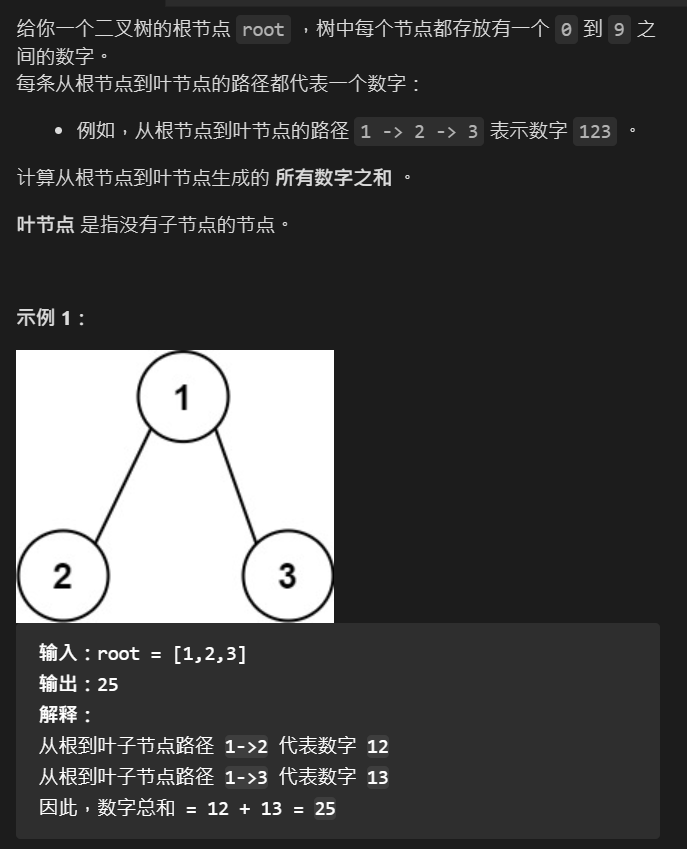 给你一个二叉树的根节点 root ，树中每个节点都存放有一个 0 到 9 之
间的数字。
每条从根节点到叶节点的路径都代表一个数字：
• 例如，从根节点到叶节点的路径 1 -> 2 -> 3 表示数字 123 。
计算从根节点到叶节点生成的 所有数字之和 。
叶节点 是指没有子节点的节点。
示例 1：
1
2 3
输入：root = [1,2,3]
输出：25
解释：
从根到叶子节点路径 1->2 代表数字 12
从根到叶子节点路径 1->3 代表数字 13
因此，数字总和 = 12 + 13 = 25